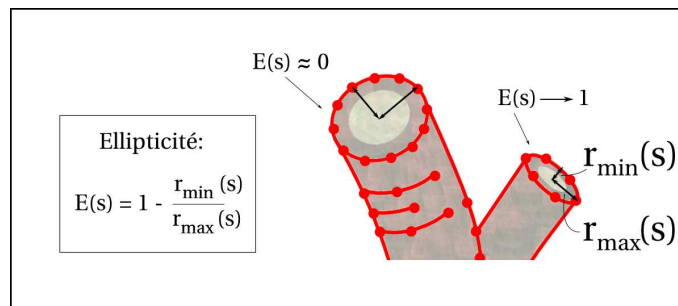 E(s) ≈ 0
E(s) → 1
Ellipticité:
E(s) = 1 - r_min(s) / r_max(s)
r_min(s)
r_max(s)